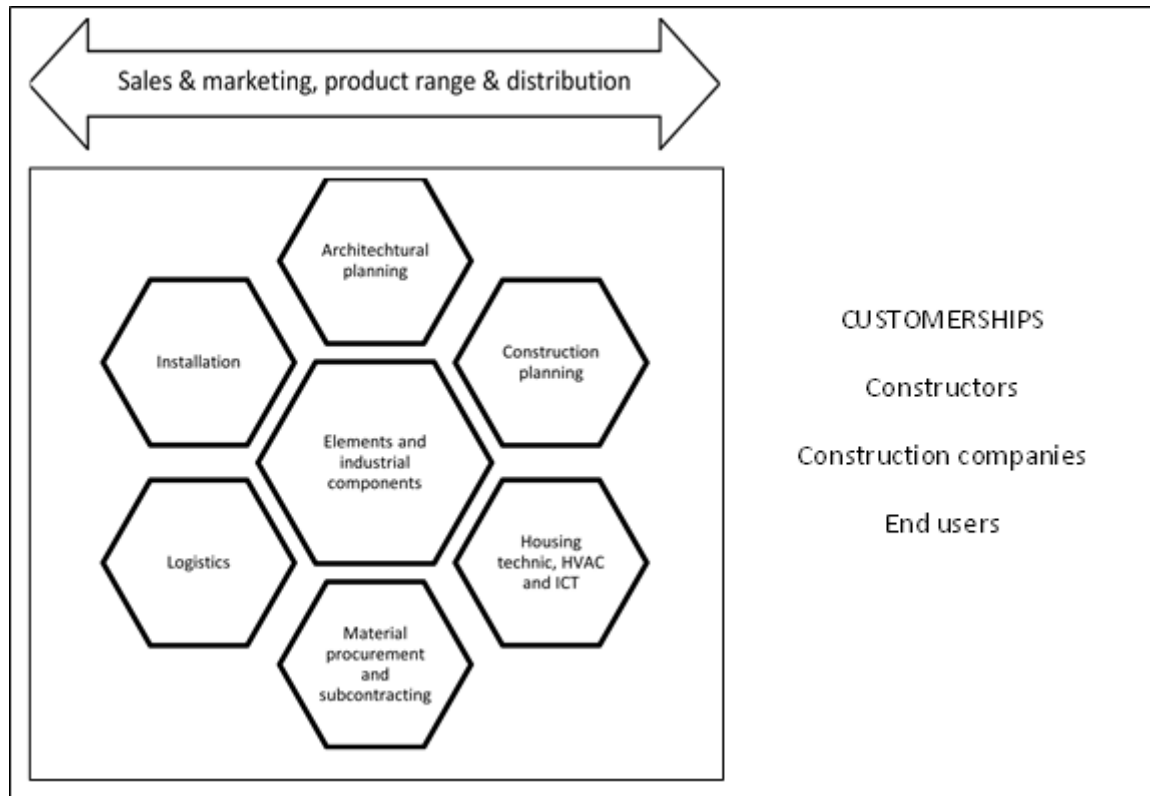 Sales & marketing, product range & distribution
Architechtural
planning
Installation
Construction
planning
Elements and
industrial
components
Logistics
Housing
technic, HVAC
and ICT
Material
procurement
and
subcontracting
CUSTOMERSHIPS
Constructors
Construction companies
End users